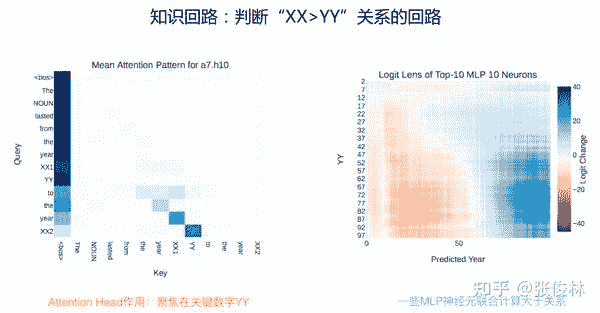 知识回路：判断“XX>YY”关系的回路
Mean Attention Pattern for a7.h10
Query
<bos>
The
NOUN
lasted
from
the
year
XX1
YY
to
the
year
XX2
<bos>
The
NOUN
lasted
from
the
year
XX1
YY
to
the
year
XX2
Key
Attention Head作用：聚焦在关键数字YY
Logit Lens of Top-10 MLP 10 Neurons
YY
2
7
12
17
22
27
32
37
42
47
52
57
62
67
72
77
82
87
92
97
0
50
Predicted Year
40
20
0
−20
−40
Logit Change
一些MLP神经元联合计算大于关系
知乎 @张俊林